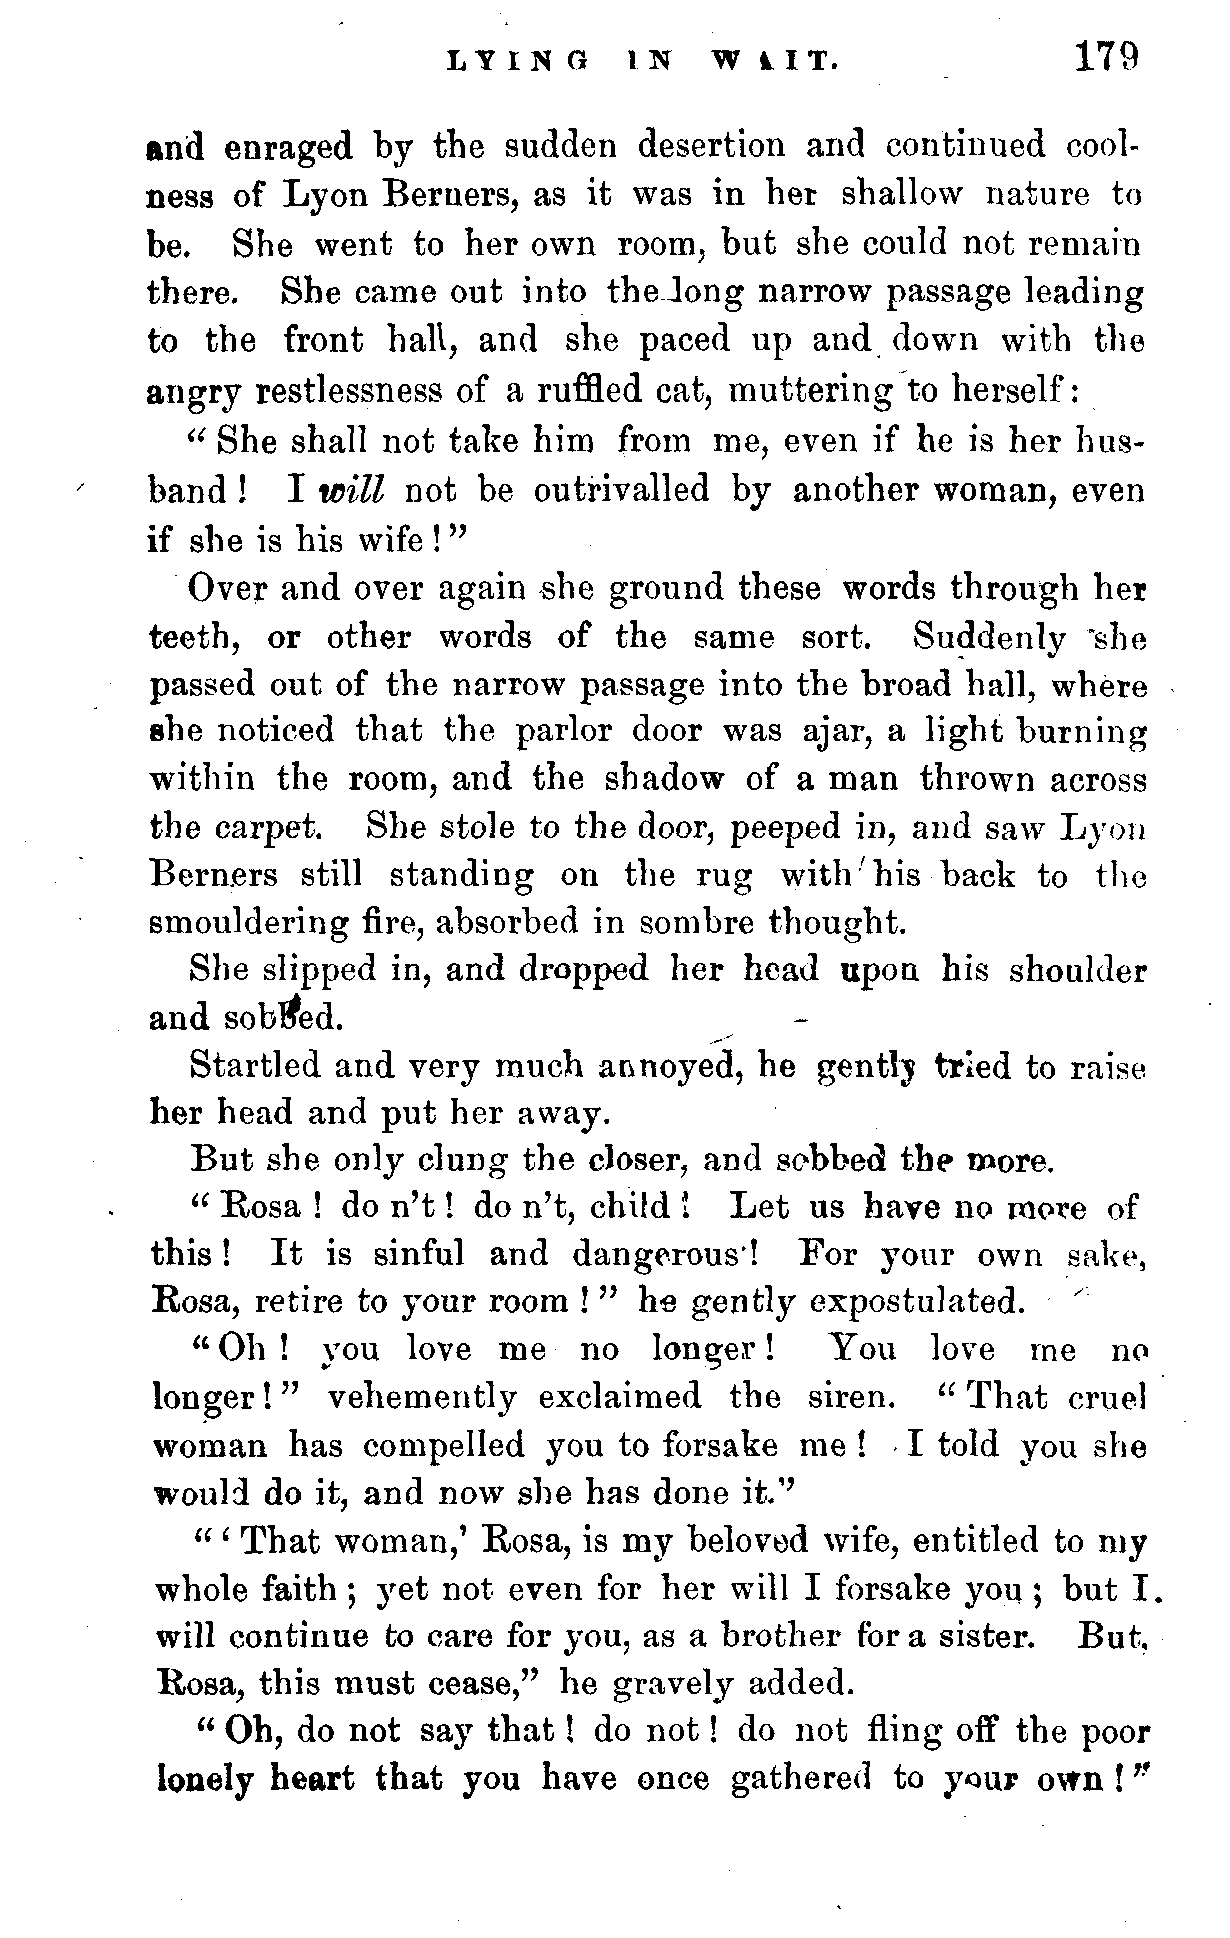 LYING IN WAIT. 179
and enraged by the sudden desertion and continued cool-
ness of Lyon Berners, as it was in her shallow nature to
be. She went to her own room, but she could not remain
there. She came out into the long narrow passage leading
to the front hall, and she paced up and down with the
angry restlessness of a ruffled cat, muttering to herself:
"She shall not take him from me, even if he is her hus-
band! I will not be outrivalled by another woman, even
if she is his wife!"
Over and over again she ground these words through her
teeth, or other words of the same sort. Suddenly she
passed out of the narrow passage into the broad hall, where
she noticed that the parlor door was ajar, a light burning
within the room, and the shadow of a man thrown across
the carpet. She stole to the door, peeped in, and saw Lyon
Berners still standing on the rug with his back to the
smouldering fire, absorbed in sombre thought.
She slipped in, and dropped her head upon his shoulder
and sobbed.
Startled and very much annoyed, he gently tried to raise
her head and put her away.
But she only clung the closer, and sobbed the more.
"Rosa! do n't! do n't, child! Let us have no more of
this! It is sinful and dangerous! For your own sake,
Rosa, retire to your room!" he gently expostulated.
"Oh! you love me no longer! You love me no
longer!" vehemently exclaimed the siren. "That cruel
woman has compelled you to forsake me! I told you she
would do it, and now she has done it."
"'That woman,' Rosa, is my beloved wife, entitled to my
whole faith; yet not even for her will I forsake you; but I
will continue to care for you, as a brother for a sister. But,
Rosa, this must cease," he gravely added.
"Oh, do not say that! do not! do not fling off the poor
lonely heart that you have once gathered to your own!"